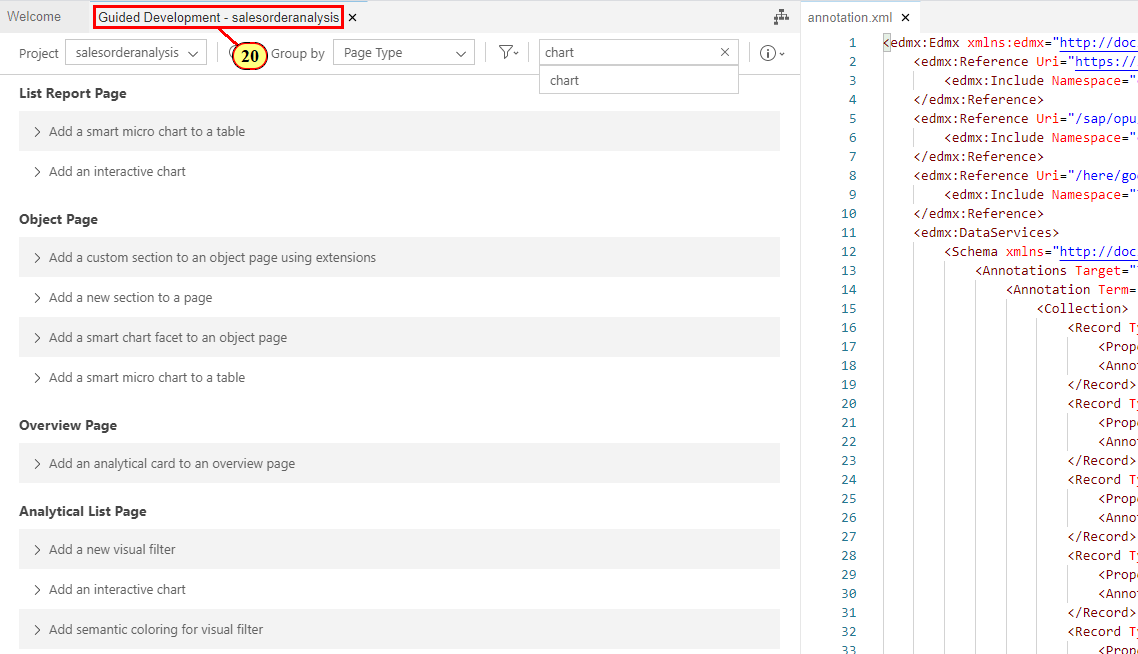 Welcome
Guided Development - salesorderanalysis
annotation.xml
Project
salesorderanalysis
20
Group by
Page Type
chart
chart
List Report Page
Add a smart micro chart to a table
Add an interactive chart
Object Page
Add a custom section to an object page using extensions
Add a new section to a page
Add a smart chart facet to an object page
Add a smart micro chart to a table
Overview Page
Add an analytical card to an overview page
Analytical List Page
Add a new visual filter
Add an interactive chart
Add semantic coloring for visual filter
1 <edmx:Edmx xmlns:edmx="http://doc
2 <edmx:Reference Uri="https://
3 <edmx:Include Namespace="
4 </edmx:Reference>
5 <edmx:Reference Uri="/sap/opu
6 <edmx:Include Namespace="
7 </edmx:Reference>
8 <edmx:Reference Uri="/here/go
9 <edmx:Include Namespace="
10 </edmx:Reference>
11 <edmx:DataServices>
12 <Schema xmlns="http://doc
13 <Annotations Target="
14 <Annotation Term=
15 <Collection>
16 <Record Ty
17 <Prop
18 <Annot
19 </Record>
20 <Record Ty
21 <Prop
22 <Annot
23 </Record>
24 <Record Ty
25 <Prop
26 <Annot
27 </Record>
28 <Record Ty
29 <Prop
30 <Annot
31 </Record>
32 <Record Ty
33 <Prop